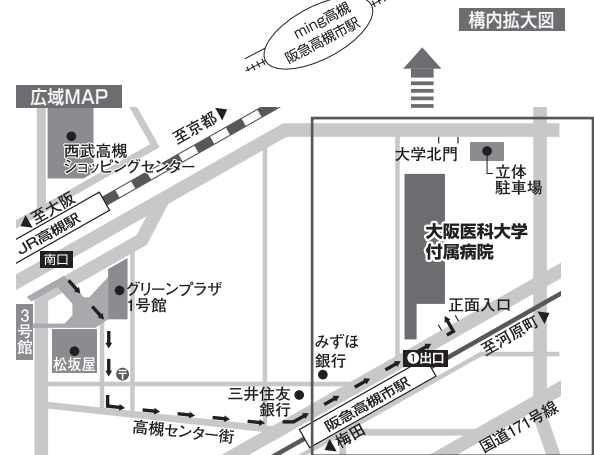 ming高槻
阪急高槻市駅
構内拡大図
広域MAP
至京都
西武高槻
ショッピングセンター
大学北門
立体
駐車場
至大阪
JR高槻駅
大阪医科大学
付属病院
南口
グリーンプラザ
1号館
正面入口
3号館
みずほ
銀行
至河原町
松坂屋
〒
❶出口
三井住友
銀行
阪急高槻市駅
高槻センター街
梅田
国道171号線